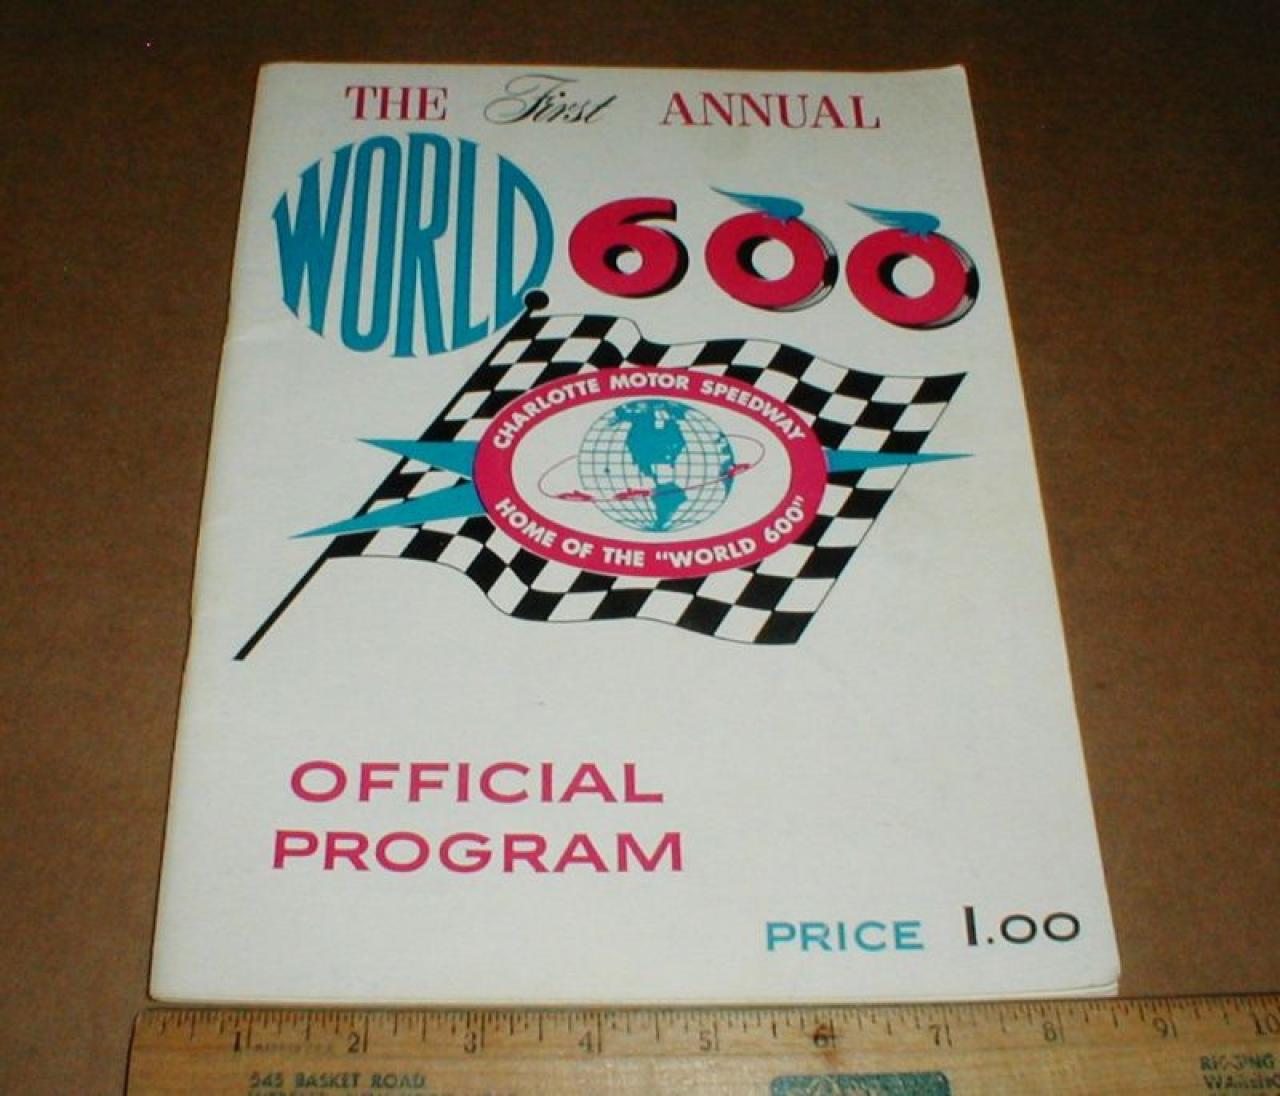 THE First ANNUAL
WORLD 600
CHARLOTTE MOTOR SPEEDWAY
HOME OF THE "WORLD 600"
OFFICIAL
PROGRAM
PRICE 1.00
1 2 3 4 5 6 7 8 9 10
545 BASKET ROAD